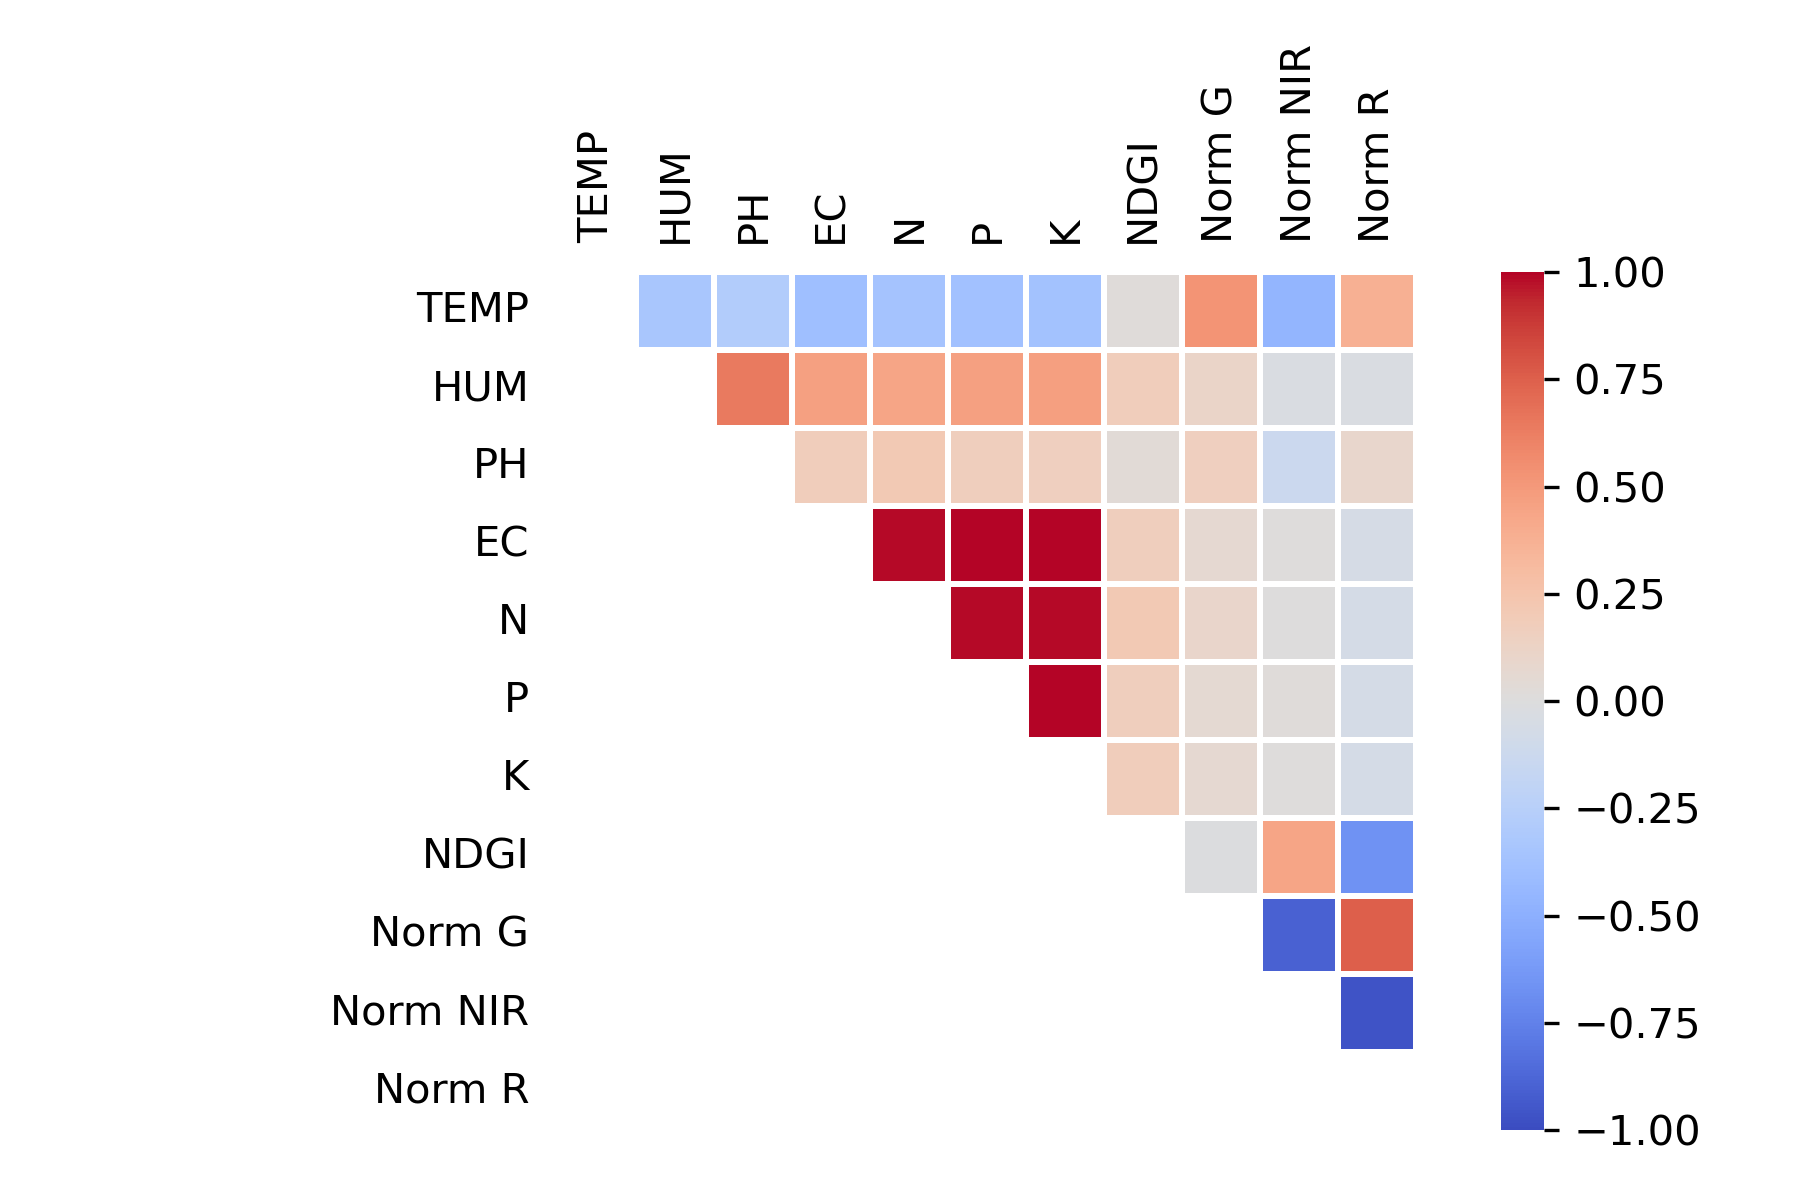 TEMP
HUM
PH
EC
N
P
K
NDGI
Norm G
Norm NIR
Norm R
TEMP
HUM
PH
EC
N
P
K
NDGI
Norm G
Norm NIR
Norm R
1.00
0.75
0.50
0.25
0.00
−0.25
−0.50
−0.75
−1.00